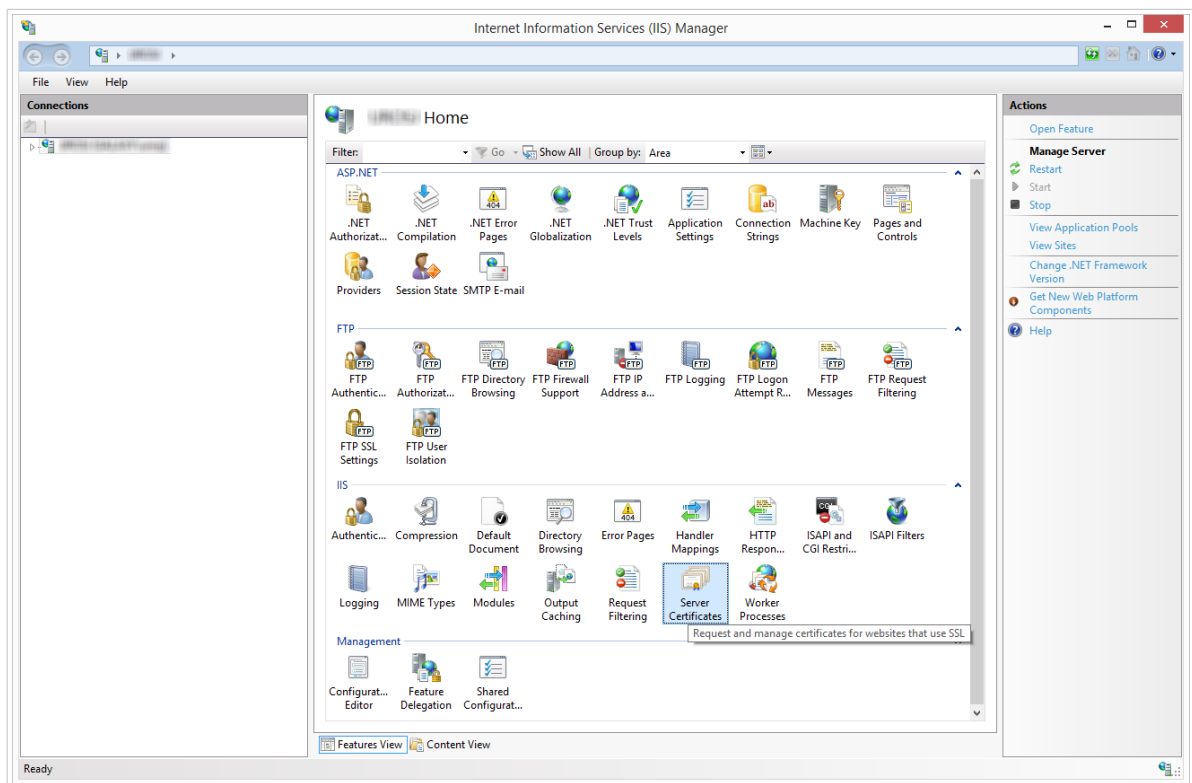 Internet Information Services (IIS) Manager
File View Help
Connections
Home
Filter: Go Show All Group by: Area
ASP.NET
.NET Authorizat...
.NET Compilation
.NET Error Pages
.NET Globalization
.NET Trust Levels
Application Settings
Connection Strings
Machine Key
Pages and Controls
Providers
Session State
SMTP E-mail
FTP
FTP Authentic...
FTP Authorizat...
FTP Directory Browsing
FTP Firewall Support
FTP IP Address a...
FTP Logging
FTP Logon Attempt R...
FTP Messages
FTP Request Filtering
FTP SSL Settings
FTP User Isolation
IIS
Authentic...
Compression
Default Document
Directory Browsing
Error Pages
Handler Mappings
HTTP Respon...
ISAPI and CGI Restri...
ISAPI Filters
Logging
MIME Types
Modules
Output Caching
Request Filtering
Server Certificates
Worker Processes
Request and manage certificates for websites that use SSL
Management
Configurat... Editor
Feature Delegation
Shared Configurat...
Features View Content View
Actions
Open Feature
Manage Server
Restart
Start
Stop
View Application Pools
View Sites
Change .NET Framework
Version
Get New Web Platform
Components
Help
Ready